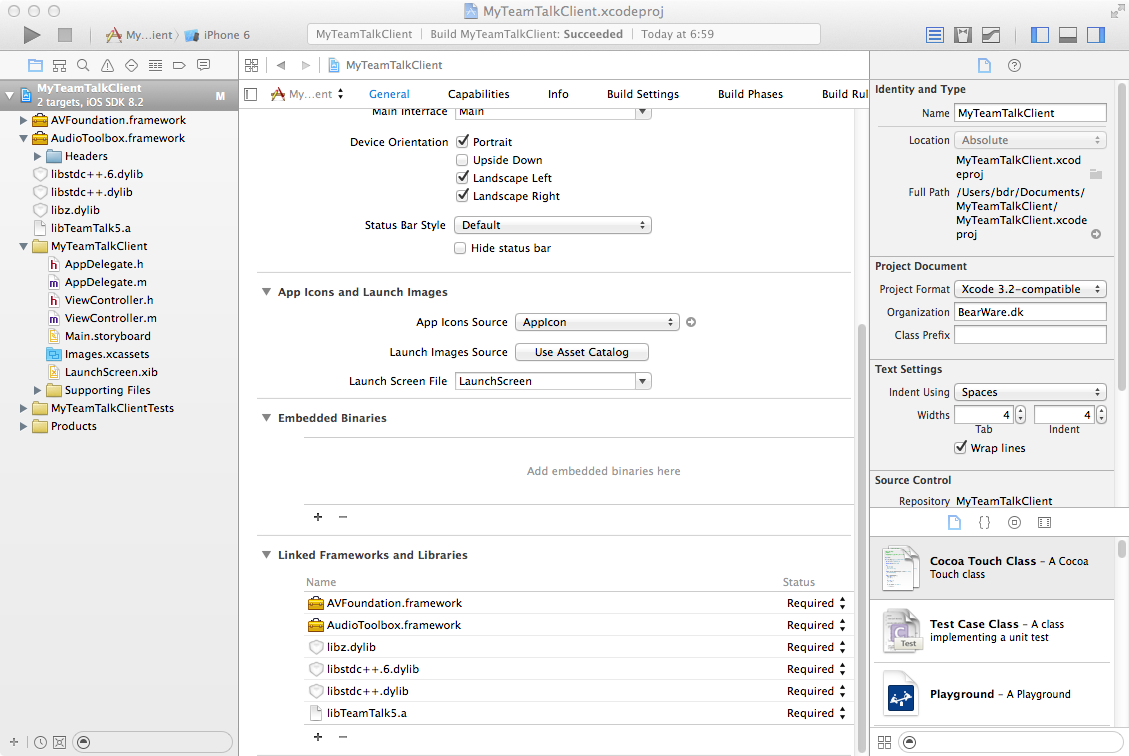 MyTeamTalkClient.xcodeproj
My...ient
iPhone 6
MyTeamTalkClient
Build MyTeamTalkClient: Succeeded
Today at 6:59
MyTeamTalkClient
2 targets, iOS SDK 8.2
M
AVFoundation.framework
AudioToolbox.framework
Headers
libstdc++.6.dylib
libstdc++.dylib
libz.dylib
libTeamTalk5.a
MyTeamTalkClient
h AppDelegate.h
m AppDelegate.m
h ViewController.h
m ViewController.m
Main.storyboard
Images.xcassets
LaunchScreen.xib
Supporting Files
MyTeamTalkClientTests
Products
MyTeamTalkClient
My...ent
General
Capabilities
Info
Build Settings
Build Phases
Build Rul
Main Interface
Main
Device Orientation
Portrait
Upside Down
Landscape Left
Landscape Right
Status Bar Style
Default
Hide status bar
App Icons and Launch Images
App Icons Source
AppIcon
Launch Images Source
Use Asset Catalog
Launch Screen File
LaunchScreen
Embedded Binaries
Add embedded binaries here
+ −
Linked Frameworks and Libraries
Name Status
AVFoundation.framework Required
AudioToolbox.framework Required
libz.dylib Required
libstdc++.6.dylib Required
libstdc++.dylib Required
libTeamTalk5.a Required
+ −
Identity and Type
Name MyTeamTalkClient
Location Absolute
MyTeamTalkClient.xcod
eproj
Full Path /Users/bdr/Documents/
MyTeamTalkClient/
MyTeamTalkClient.xcode
proj
Project Document
Project Format Xcode 3.2-compatible
Organization BearWare.dk
Class Prefix
Text Settings
Indent Using Spaces
Widths 4 4
Tab Indent
Wrap lines
Source Control
Repository MyTeamTalkClient
{ }
Cocoa Touch Class – A Cocoa
Touch class
C
Test
Test Case Class – A class
implementing a unit test
Playground – A Playground